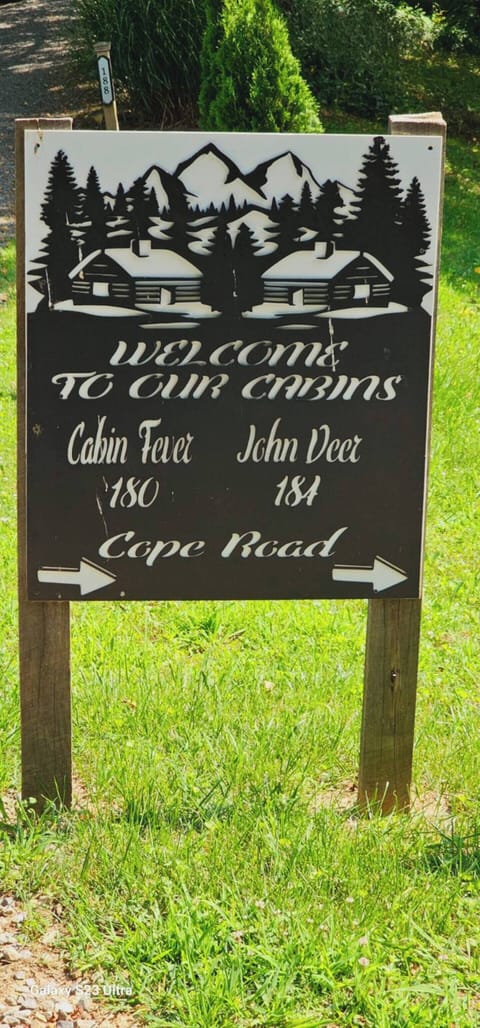 188
WELCOME
TO OUR CABINS
Cabin Fever John Deer
180 184
Cope Road
Galaxy S23 Ultra